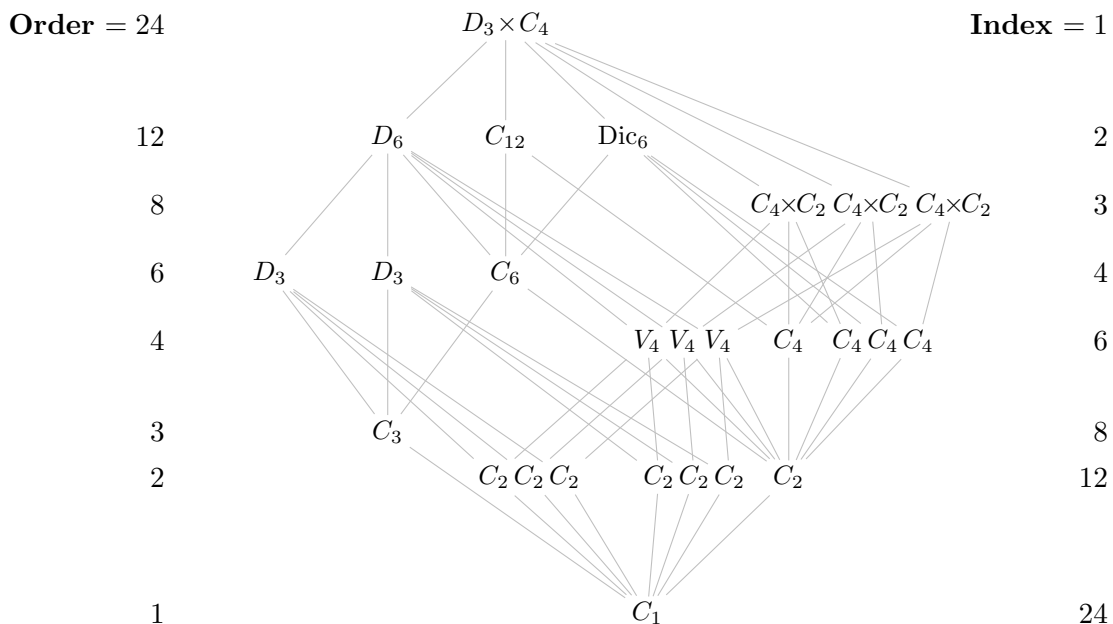 Order = 24 D₃×C₄ Index = 1
12 D₆ C₁₂ Dic₆ 2
8 C₄×C₂ C₄×C₂ C₄×C₂ 3
6 D₃ D₃ C₆ 4
4 V₄ V₄ V₄ C₄ C₄ C₄ C₄ 6
3 C₃ 8
2 C₂ C₂ C₂ C₂ C₂ C₂ C₂ 12
1 C₁ 24